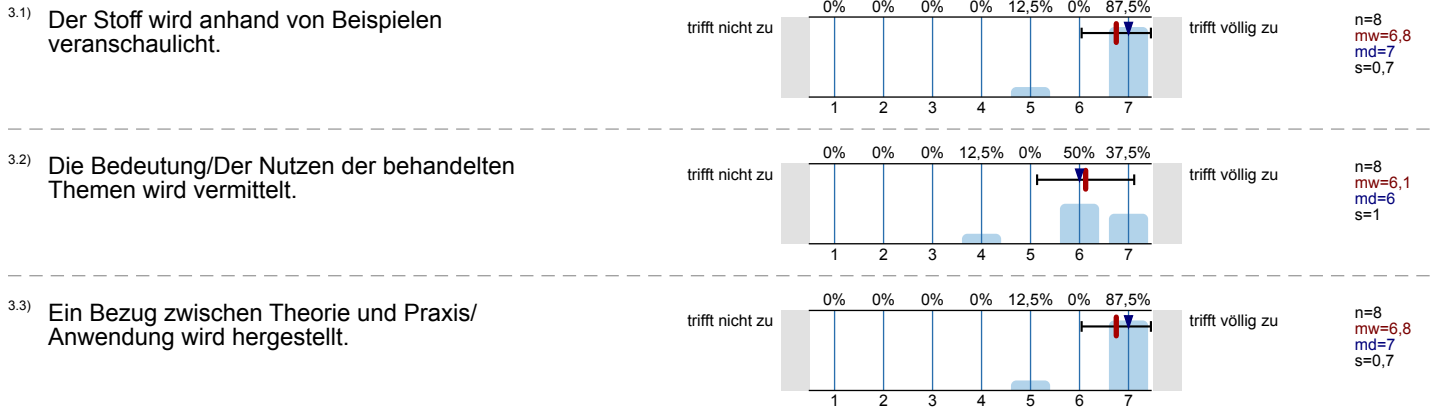 3.1) Der Stoff wird anhand von Beispielen
veranschaulicht.
trifft nicht zu
0% 0% 0% 0% 12,5% 0% 87,5%
1 2 3 4 5 6 7
trifft völlig zu
n=8
mw=6,8
md=7
s=0,7
3.2) Die Bedeutung/Der Nutzen der behandelten
Themen wird vermittelt.
trifft nicht zu
0% 0% 0% 12,5% 0% 50% 37,5%
1 2 3 4 5 6 7
trifft völlig zu
n=8
mw=6,1
md=6
s=1
3.3) Ein Bezug zwischen Theorie und Praxis/
Anwendung wird hergestellt.
trifft nicht zu
0% 0% 0% 0% 12,5% 0% 87,5%
1 2 3 4 5 6 7
trifft völlig zu
n=8
mw=6,8
md=7
s=0,7